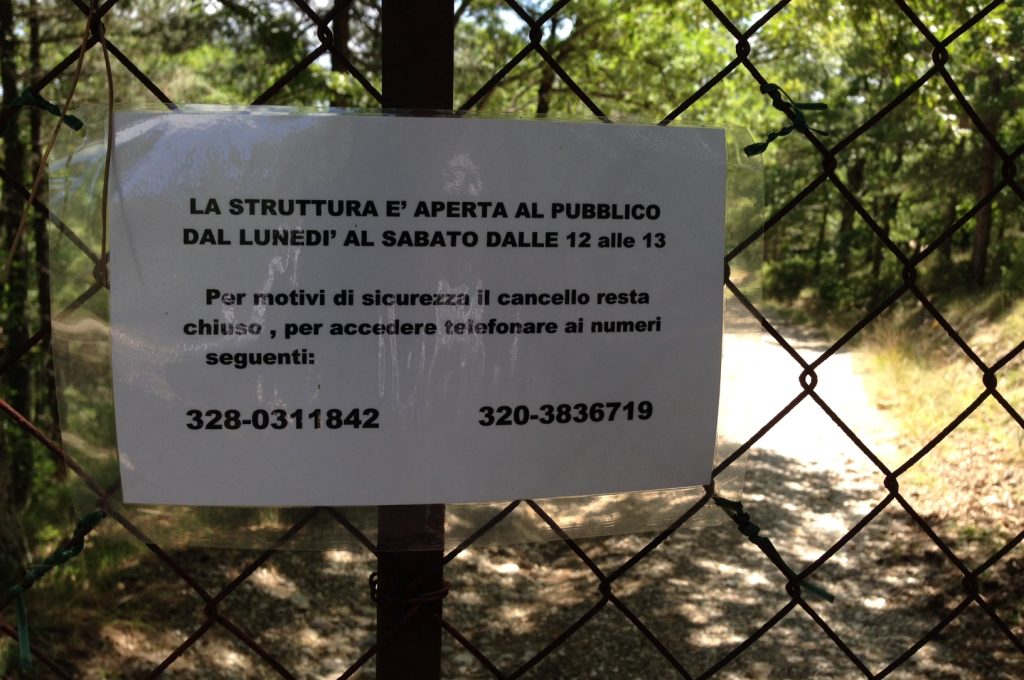 LA STRUTTURA E' APERTA AL PUBBLICO
DAL LUNEDI' AL SABATO DALLE 12 alle 13
Per motivi di sicurezza il cancello resta
chiuso , per accedere telefonare ai numeri
seguenti:
328-0311842 320-3836719